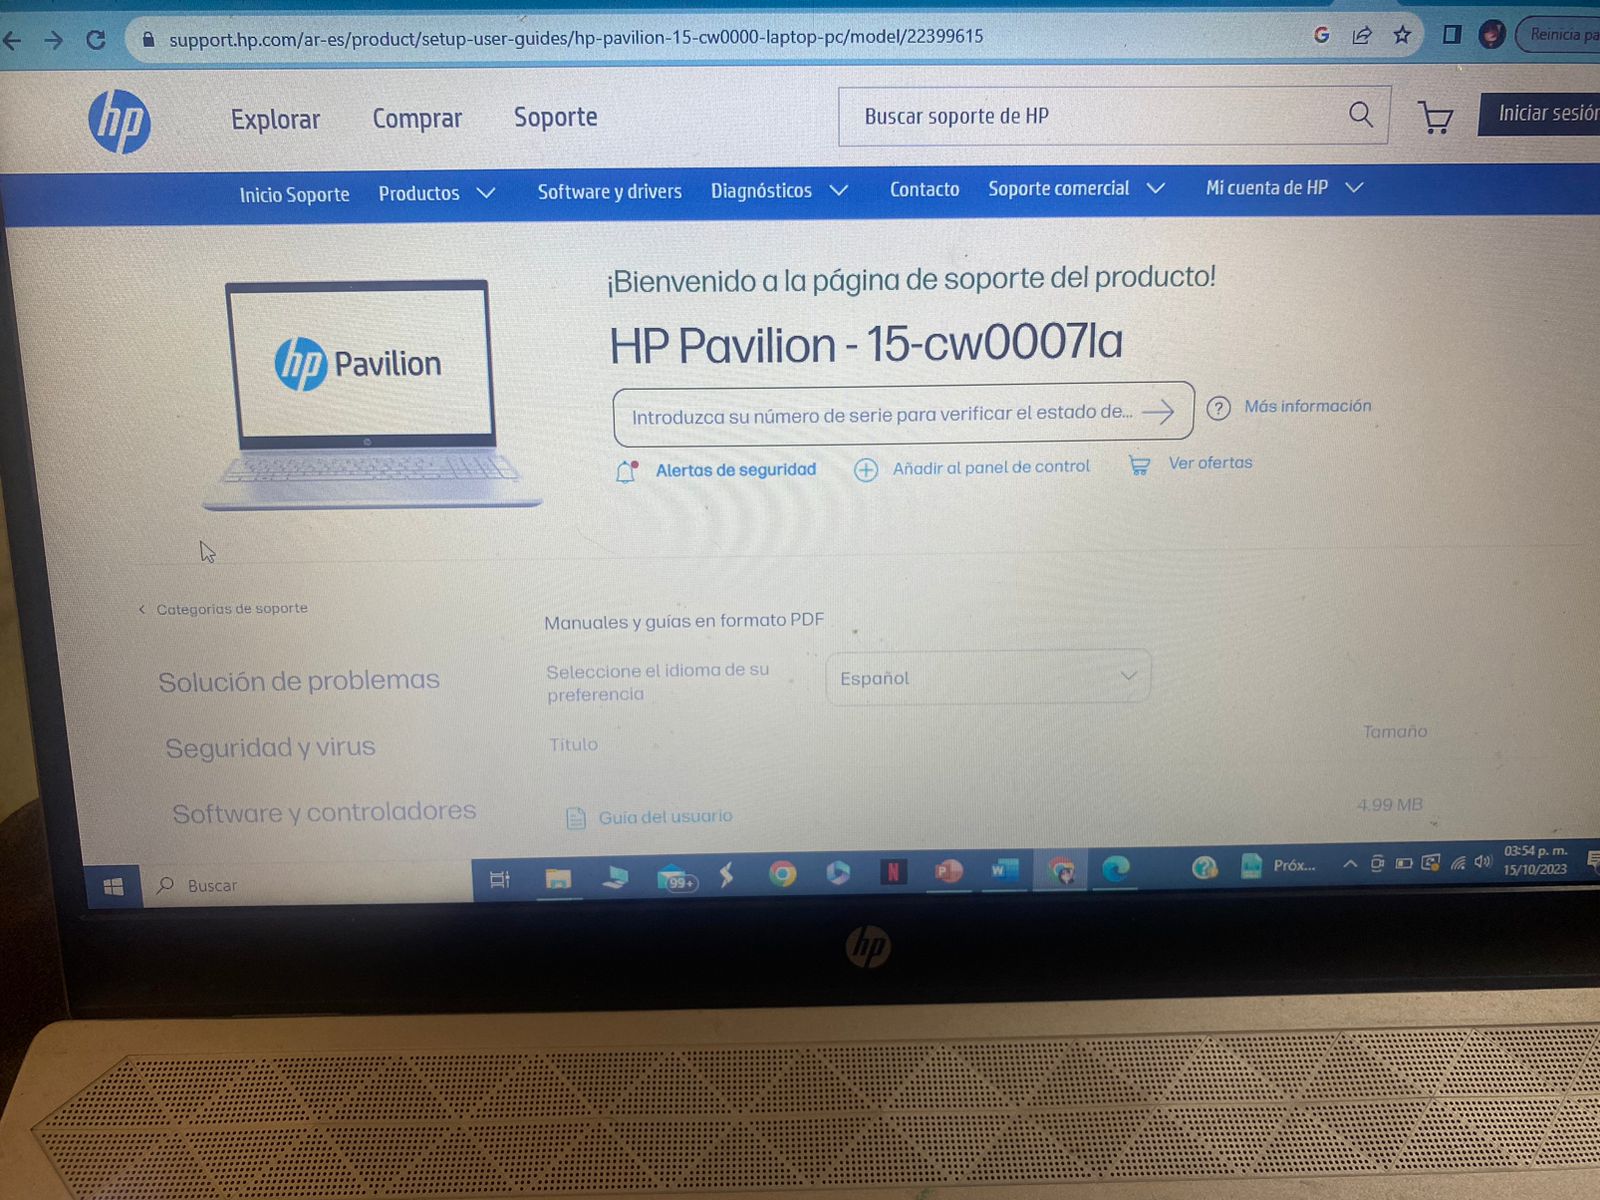 support.hp.com/ar-es/product/setup-user-guides/hp-pavilion-15-cw0000-laptop-pc/model/22399615
G
Reinicia pa
hp
Explorar
Comprar
Soporte
Buscar soporte de HP
Iniciar sesión
Inicio Soporte
Productos
Software y drivers
Diagnósticos
Contacto
Soporte comercial
Mi cuenta de HP
¡Bienvenido a la página de soporte del producto!
HP Pavilion - 15-cw0007la
hp Pavilion
Introduzca su número de serie para verificar el estado de...
? Más información
Alertas de seguridad
Añadir al panel de control
Ver ofertas
Categorías de soporte
Solución de problemas
Seguridad y virus
Software y controladores
Manuales y guías en formato PDF
Seleccione el idioma de su
preferencia
Español
Título
Tamaño
Guía del usuario
4.99 MB
Buscar
99+
N
P
W
?
Próx...
03:54 p. m.
15/10/2023
hp